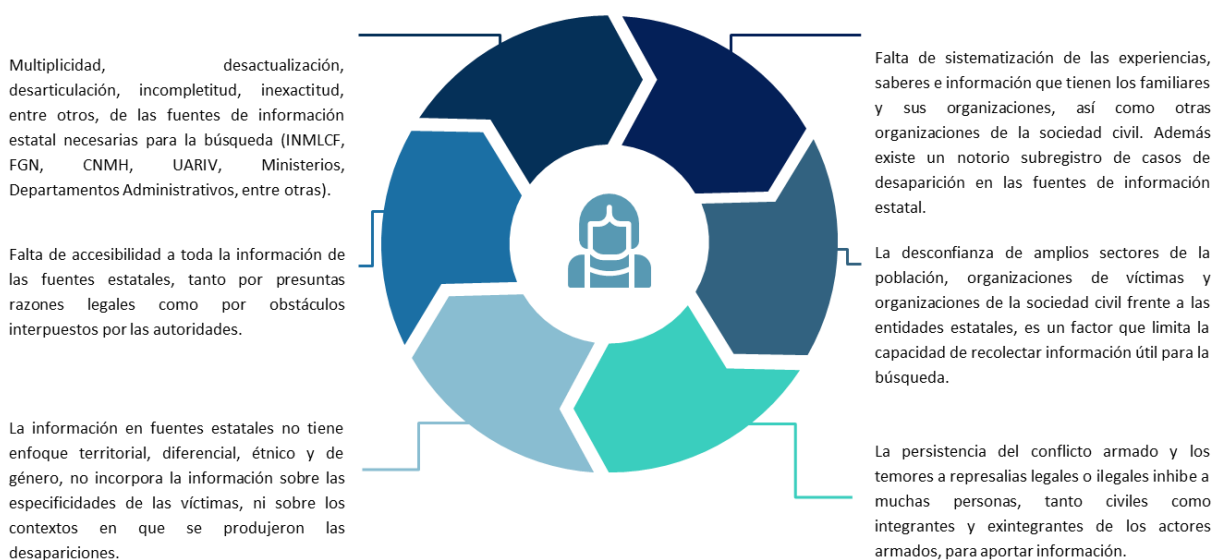 Multiplicidad, desactualización,
desarticulación, incompletitud, inexactitud,
entre otros, de las fuentes de información
estatal necesarias para la búsqueda (INMLCF,
FGN, CNMH, UARIV, Ministerios,
Departamentos Administrativos, entre otras).
Falta de accesibilidad a toda la información de
las fuentes estatales, tanto por presuntas
razones legales como por obstáculos
interpuestos por las autoridades.
La información en fuentes estatales no tiene
enfoque territorial, diferencial, étnico y de
género, no incorpora la información sobre las
especificidades de las víctimas, ni sobre los
contextos en que se produjeron las
desapariciones.
Falta de sistematización de las experiencias,
saberes e información que tienen los familiares
y sus organizaciones, así como otras
organizaciones de la sociedad civil. Además
existe un notorio subregistro de casos de
desaparición en las fuentes de información
estatal.
La desconfianza de amplios sectores de la
población, organizaciones de víctimas y
organizaciones de la sociedad civil frente a las
entidades estatales, es un factor que limita la
capacidad de recolectar información útil para la
búsqueda.
La persistencia del conflicto armado y los
temores a represalias legales o ilegales inhibe a
muchas personas, tanto civiles como
integrantes y exintegrantes de los actores
armados, para aportar información.